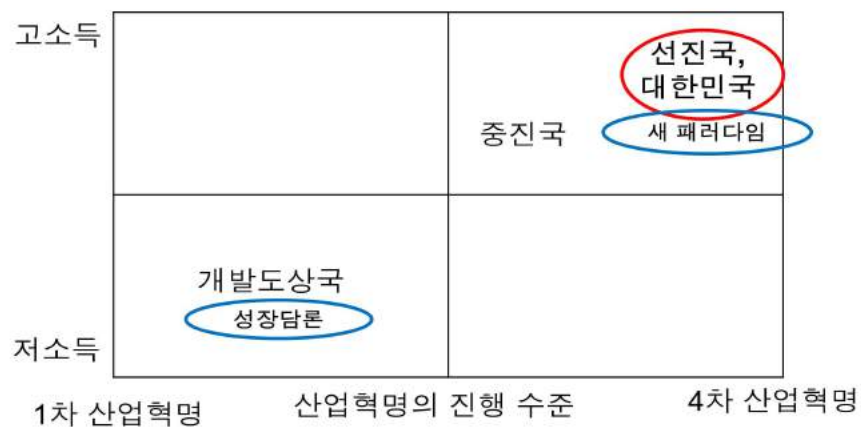 고소득
선진국,
대한민국
중진국
새 패러다임
개발도상국
성장담론
저소득
1차 산업혁명
산업혁명의 진행 수준
4차 산업혁명